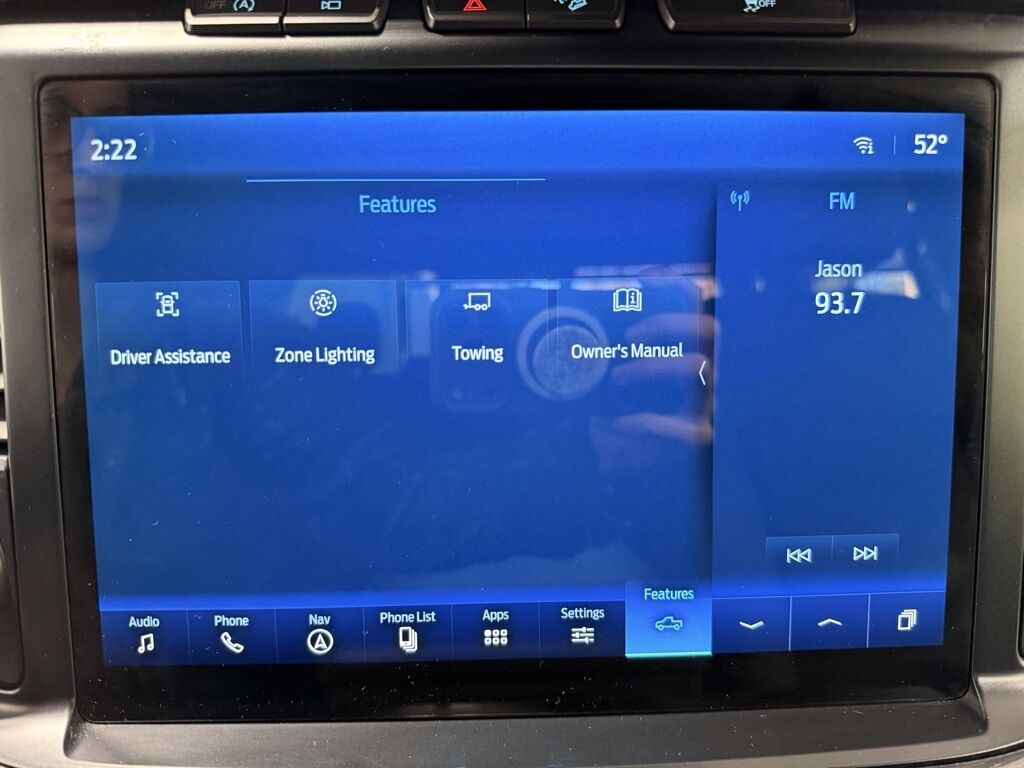 OFF (A)
OFF
2:22
52°
Features
FM
Jason
93.7
Driver Assistance
Zone Lighting
Towing
Owner's Manual
Features
Audio
Phone
Nav
Phone List
Apps
Settings